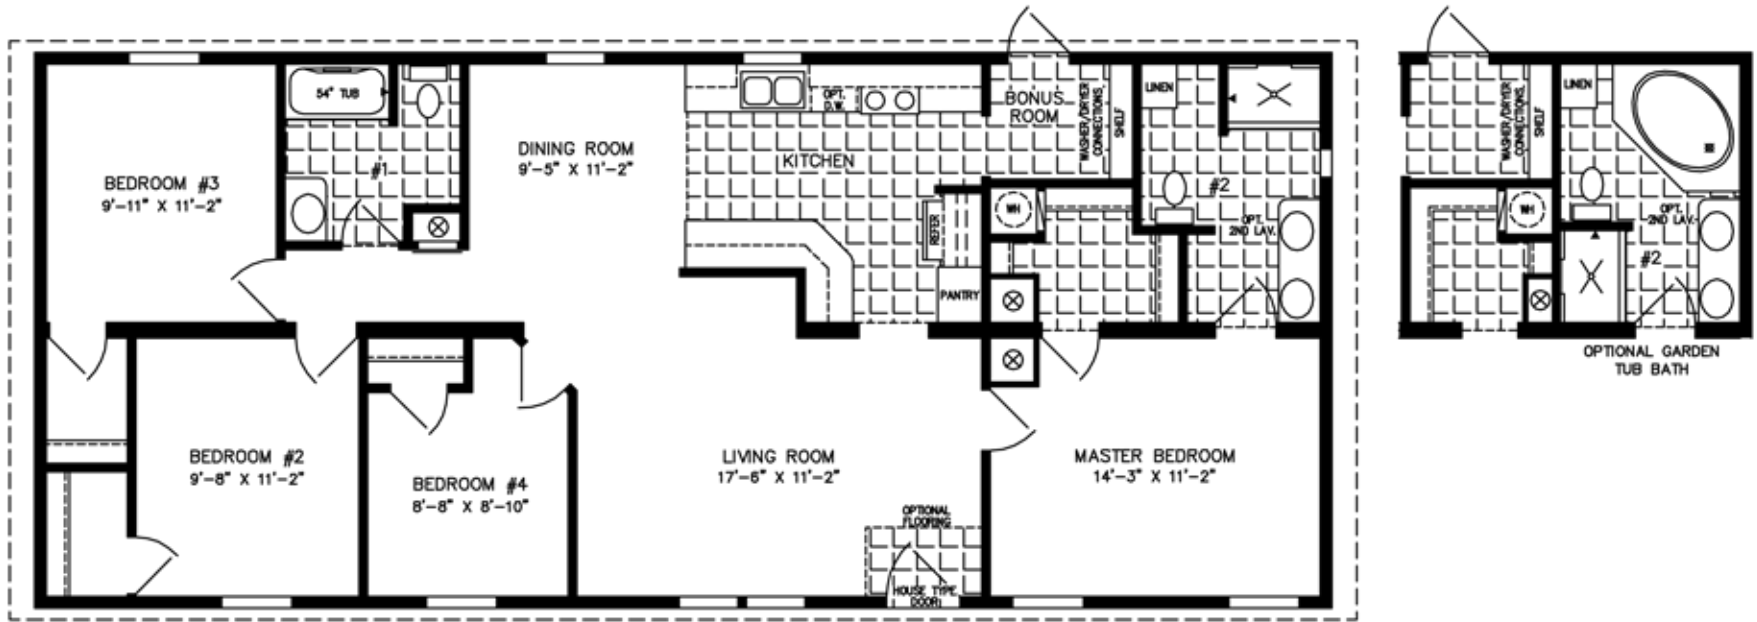 54" TUB
BEDROOM #3
9'-11" X 11'-2"
#1
DINING ROOM
9'-5" X 11'-2"
OPT.
D.W.
KITCHEN
REFER
PANTRY
BONUS
ROOM
WASHER/DRYER
CONNECTIONS
SHELF
WH
LINEN
#2
OPT.
2ND LAV.
BEDROOM #2
9'-8" X 11'-2"
BEDROOM #4
8'-8" X 8'-10"
LIVING ROOM
17'-6" X 11'-2"
OPTIONAL
FLOORING
HOUSE TYPE
DOOR
MASTER BEDROOM
14'-3" X 11'-2"
WASHER/DRYER
CONNECTIONS
SHELF
LINEN
WH
OPT.
2ND LAV.
#2
OPTIONAL GARDEN
TUB BATH